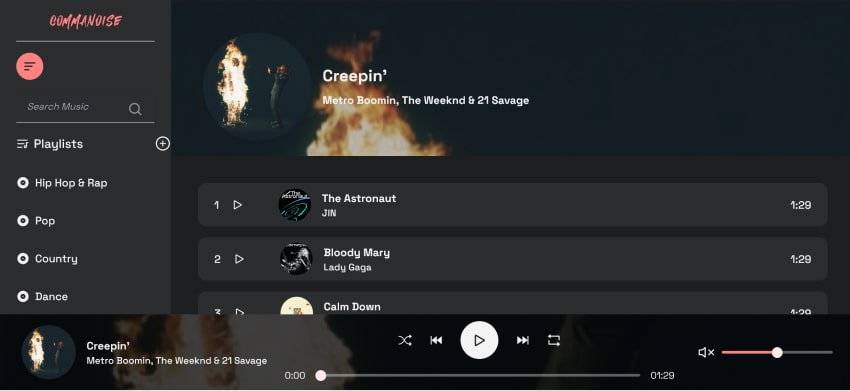 COMMANOISE
Search Music
Playlists
Hip Hop & Rap
Pop
Country
Dance
Creepin'
Metro Boomin, The Weeknd & 21 Savage
1
The Astronaut
JIN
1:29
2
Bloody Mary
Lady Gaga
1:29
3
Calm Down
1:29
Creepin'
Metro Boomin, The Weeknd & 21 Savage
0:00
01:29